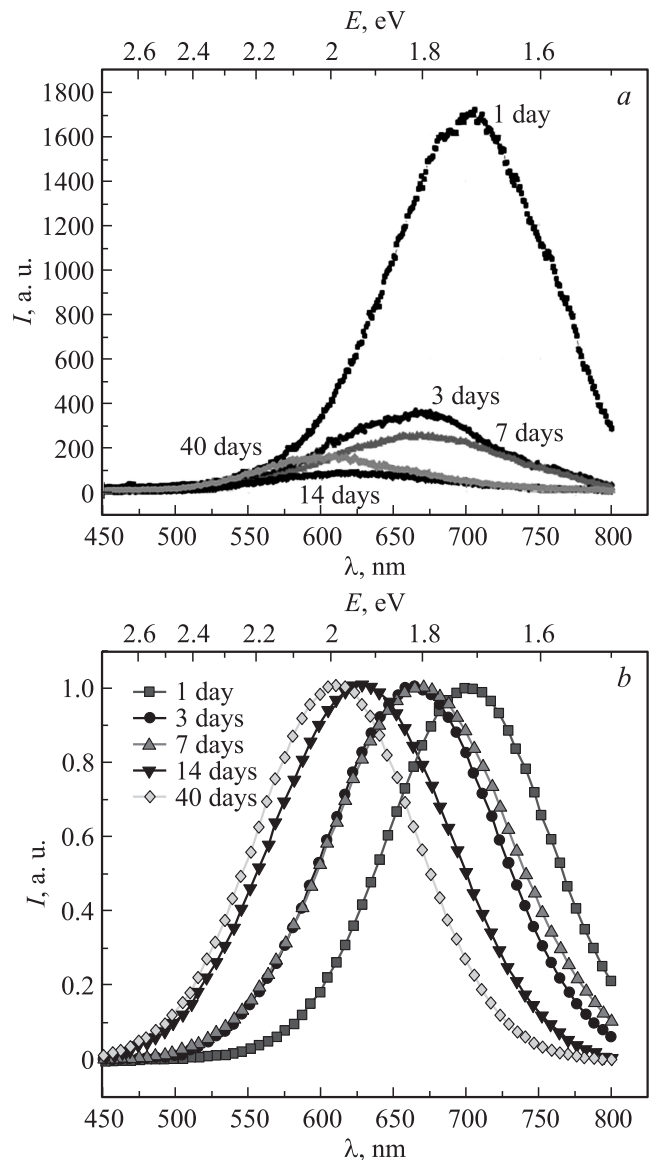 E, eV
2.6 2.4 2.2 2 1.8 1.6
a
1800
1 day
1600
1400
1200
1000
I, a. u.
800
600
400
3 days
7 days
40 days
200
14 days
0
450 500 550 600 650 700 750 800
λ, nm
E, eV
2.6 2.4 2.2 2 1.8 1.6
b
1.0
1 day
3 days
0.8
7 days
14 days
40 days
0.6
I, a. u.
0.4
0.2
0
450 500 550 600 650 700 750 800
λ, nm